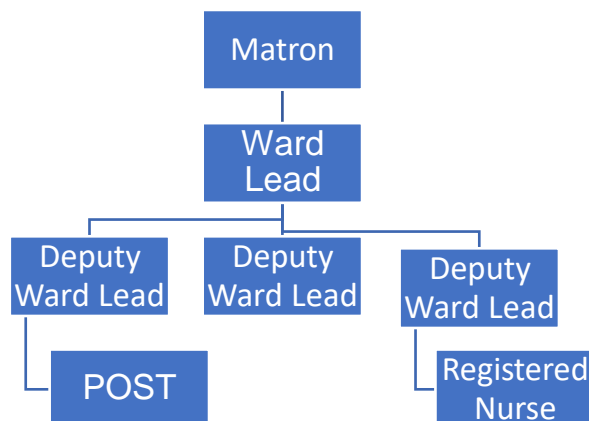 Matron
Ward
Lead
Deputy
Ward Lead
Deputy
Ward Lead
Deputy
Ward Lead
POST
Registered
Nurse